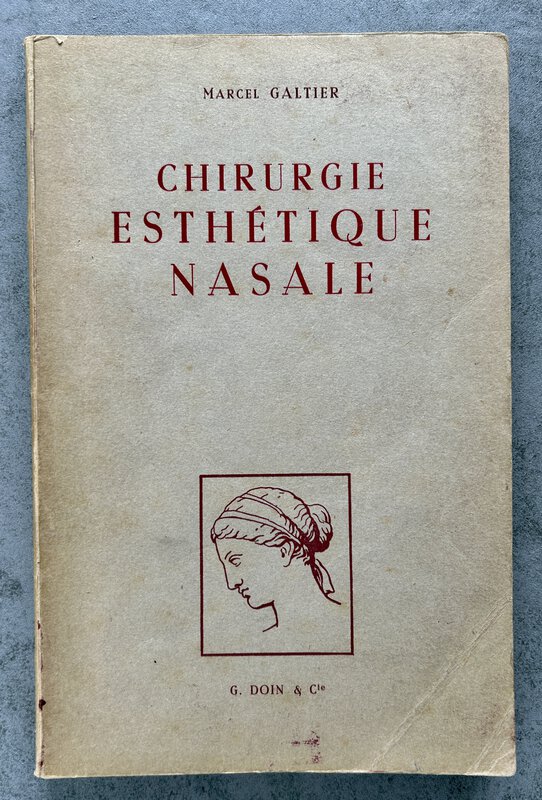 MARCEL GALTIER
CHIRURGIE
ESTHÉTIQUE
NASALE
G. DOIN & Cie